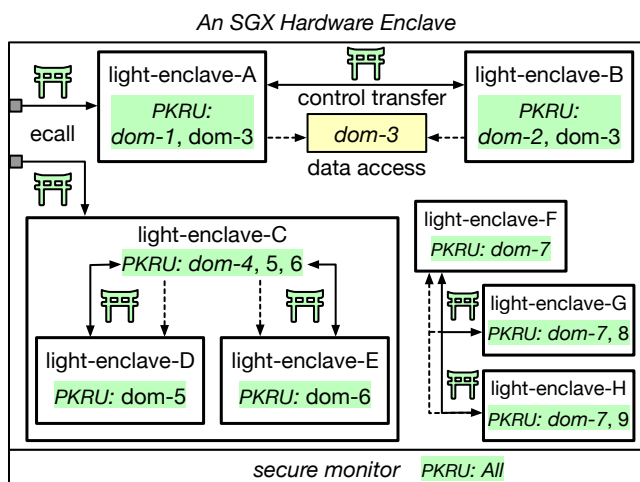 An SGX Hardware Enclave
light-enclave-A
PKRU:
dom-1, dom-3
light-enclave-B
PKRU:
dom-2, dom-3
control transfer
ecall
dom-3
data access
light-enclave-C
PKRU: dom-4, 5, 6
light-enclave-D
PKRU: dom-5
light-enclave-E
PKRU: dom-6
light-enclave-F
PKRU: dom-7
light-enclave-G
PKRU: dom-7, 8
light-enclave-H
PKRU: dom-7, 9
secure monitor PKRU: All